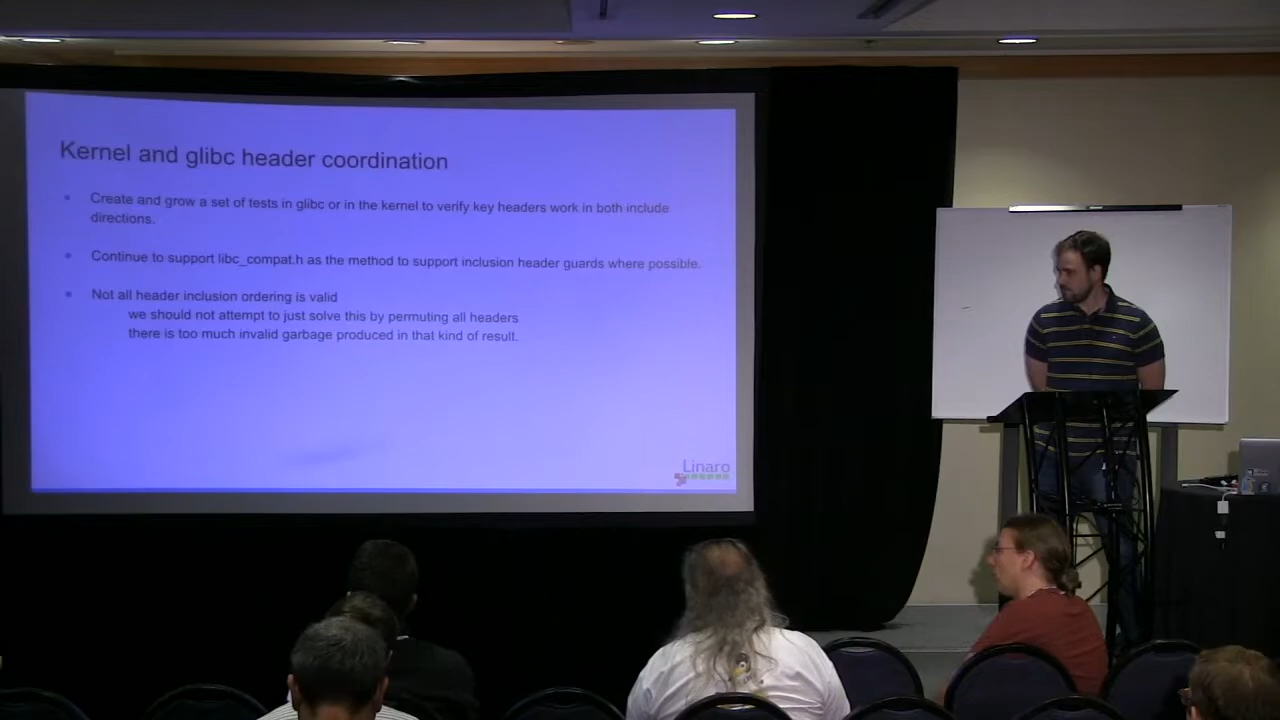 Kernel and glibc header coordination
Create and grow a set of tests in glibc or in the kernel to verify key headers work in both include
directions.
Continue to support libc_compat.h as the method to support inclusion header guards where possible.
Not all header inclusion ordering is valid
we should not attempt to just solve this by permuting all headers
there is too much invalid garbage produced in that kind of result.
Linaro